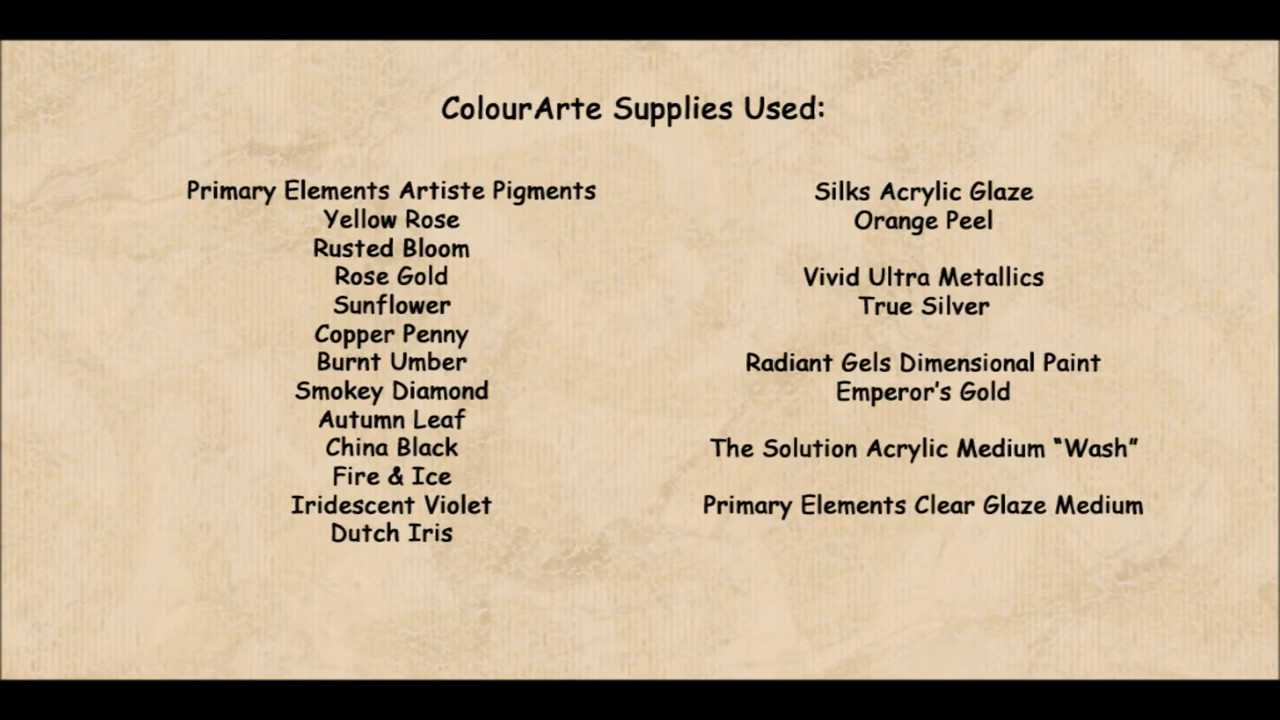 ColourArte Supplies Used:
Primary Elements Artiste Pigments
Yellow Rose
Rusted Bloom
Rose Gold
Sunflower
Copper Penny
Burnt Umber
Smokey Diamond
Autumn Leaf
China Black
Fire & Ice
Iridescent Violet
Dutch Iris
Silks Acrylic Glaze
Orange Peel
Vivid Ultra Metallics
True Silver
Radiant Gels Dimensional Paint
Emperor’s Gold
The Solution Acrylic Medium “Wash”
Primary Elements Clear Glaze Medium